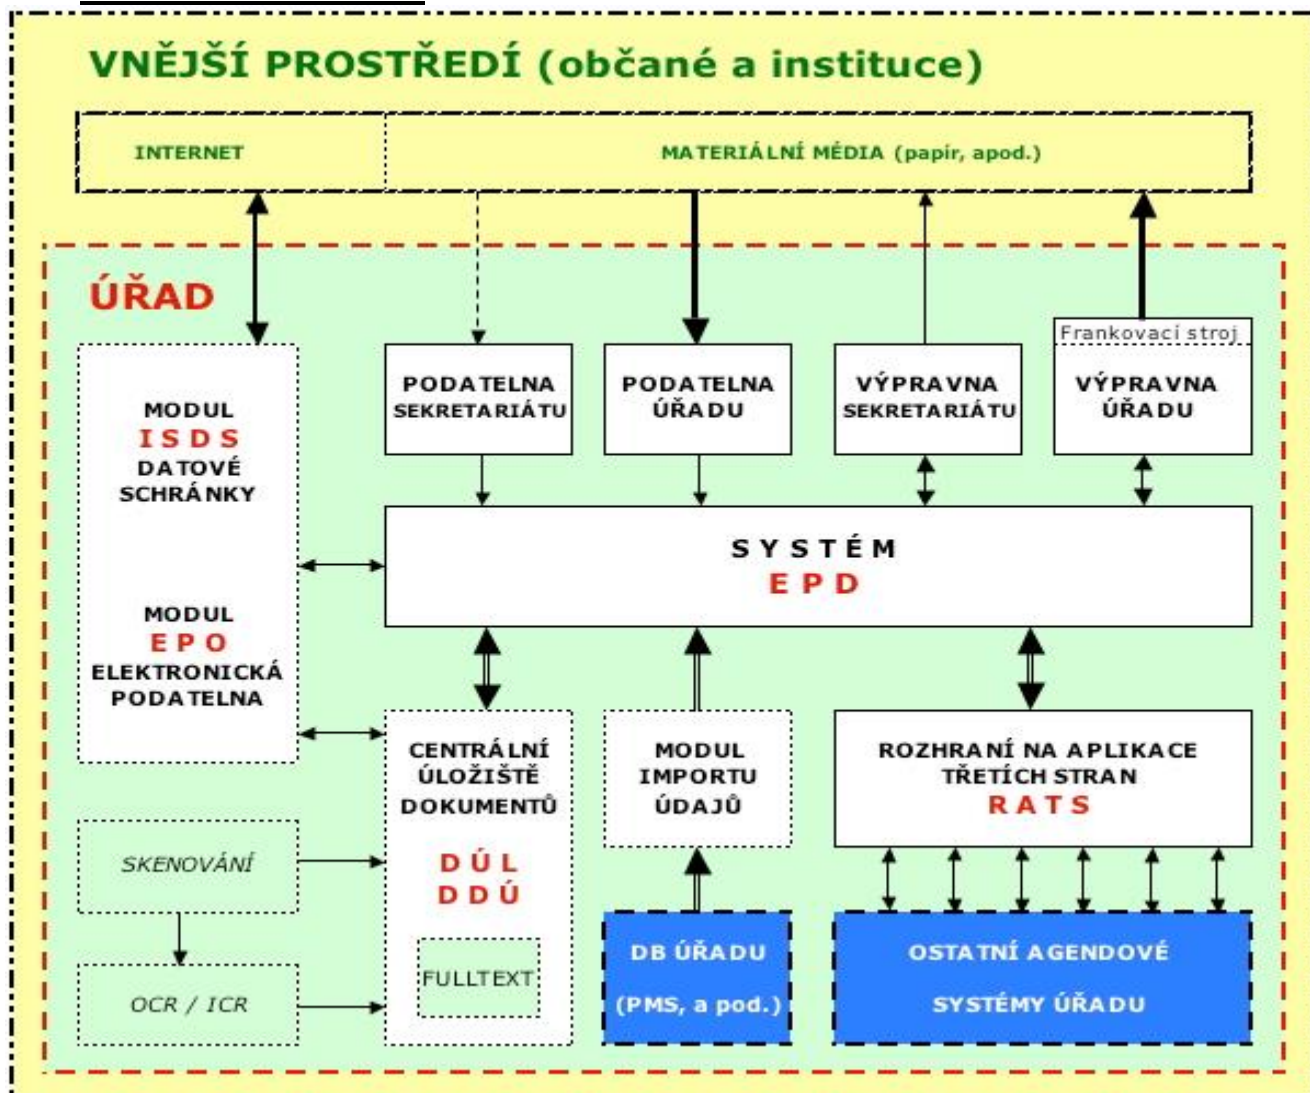 VNĚJŠÍ PROSTŘEDÍ (občané a instituce)
INTERNET
MATERIÁLNÍ MÉDIA (papír, apod.)
ÚŘAD
MODUL
ISDS
DATOVÉ
SCHRÁNKY
MODUL
EPO
ELEKTRONICKÁ
PODATELNA
PODATELNA
SEKRETARIÁTU
PODATELNA
ÚŘADU
VÝPRAVNA
SEKRETARIÁTU
Frankovací stroj
VÝPRAVNA
ÚŘADU
SYSTÉM
EPD
CENTRÁLNÍ
ÚLOŽIŠTĚ
DOKUMENTŮ
DÚL
DDÚ
FULLTEXT
MODUL
IMPORTU
ÚDAJŮ
ROZHRANÍ NA APLIKACE
TŘETÍCH STRAN
RATS
SKENOVÁNÍ
OCR / ICR
DB ÚŘADU
(PMS, a pod.)
OSTATNÍ AGENDOVÉ
SYSTÉMY ÚŘADU